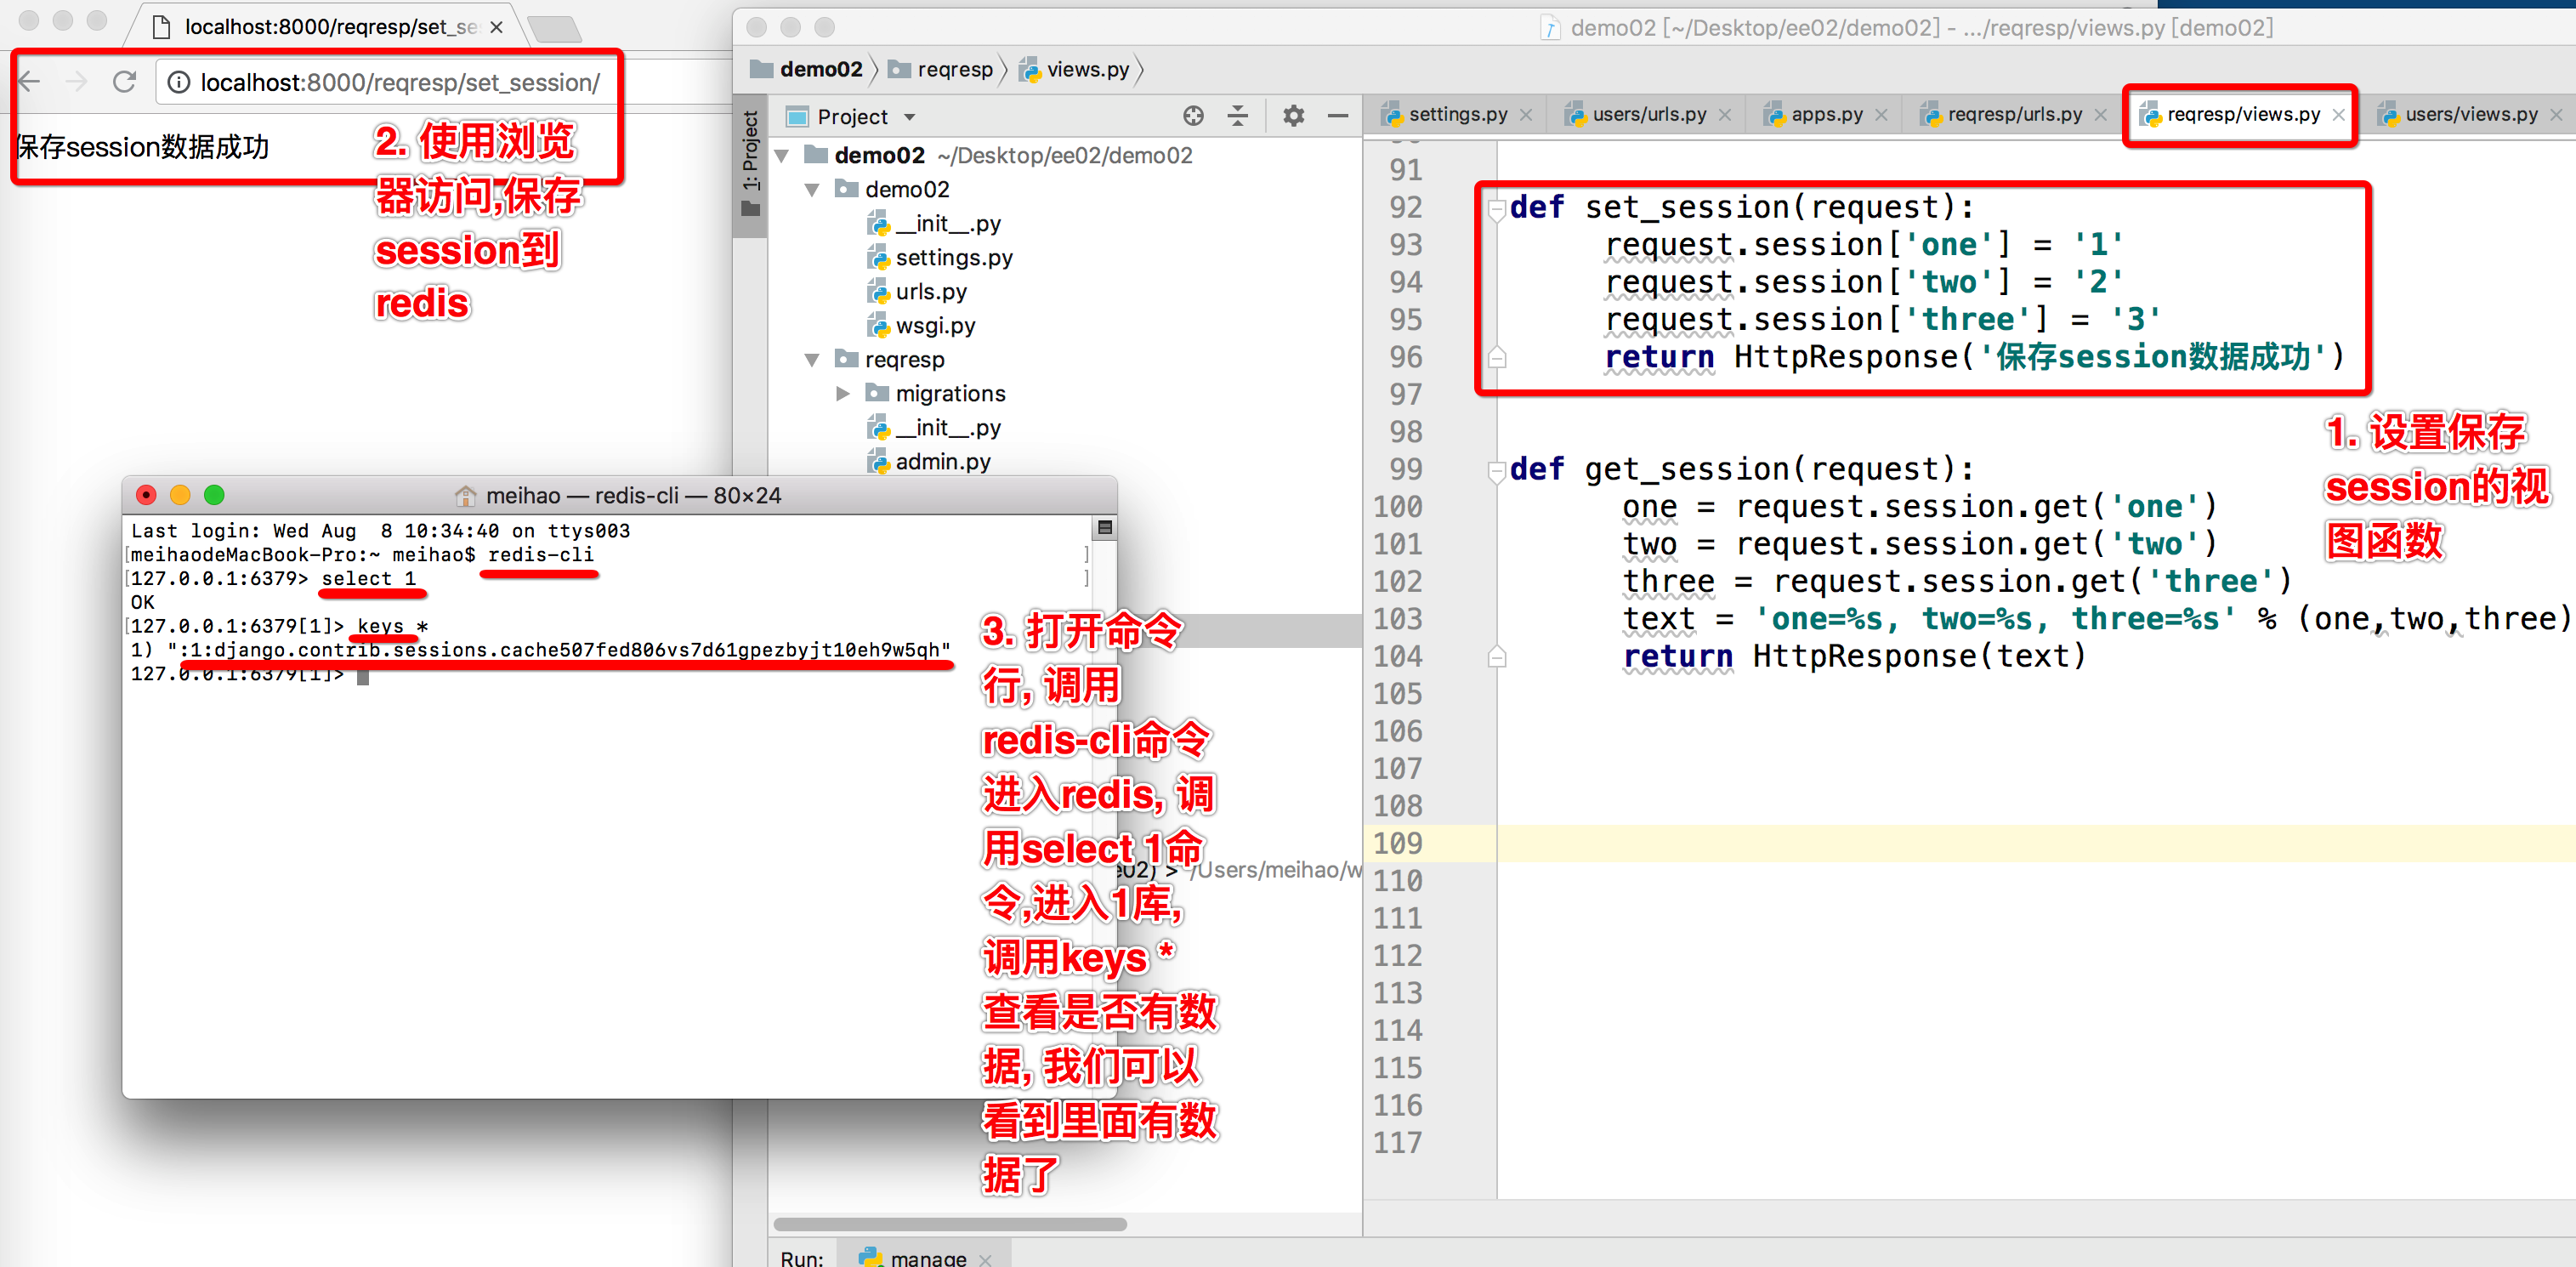 localhost:8000/reqresp/set_se
localhost:8000/reqresp/set_session/
保存session数据成功
2. 使用浏览
器访问,保存
session到
redis
demo02 [~/Desktop/ee02/demo02] - .../reqresp/views.py [demo02]
demo02
reqresp
views.py
1: Project
Project
demo02 ~/Desktop/ee02/demo02
demo02
__init__.py
settings.py
urls.py
wsgi.py
reqresp
migrations
__init__.py
admin.py
settings.py
users/urls.py
apps.py
reqresp/urls.py
reqresp/views.py
users/views.py
91
92 def set_session(request):
93 request.session['one'] = '1'
94 request.session['two'] = '2'
95 request.session['three'] = '3'
96 return HttpResponse('保存session数据成功')
97
98
99 def get_session(request):
100 one = request.session.get('one')
101 two = request.session.get('two')
102 three = request.session.get('three')
103 text = 'one=%s, two=%s, three=%s' % (one,two,three)
104 return HttpResponse(text)
105
106
107
108
109
110
111
112
113
114
115
116
117
1. 设置保存
session的视
图函数
meihao — redis-cli — 80×24
Last login: Wed Aug  8 10:34:40 on ttys003
[meihaodeMacBook-Pro:~ meihao$ redis-cli ]
[127.0.0.1:6379> select 1 ]
OK
[127.0.0.1:6379[1]> keys *
1) ":1:django.contrib.sessions.cache507fed806vs7d61gpezbyjt10eh9w5qh"
127.0.0.1:6379[1]>
3. 打开命令
行, 调用
redis-cli命令
进入redis, 调
用select 1命
令,进入1库,
调用keys *
查看是否有数
据, 我们可以
看到里面有数
据了
e02) > /Users/meihao/w
Run:
manage